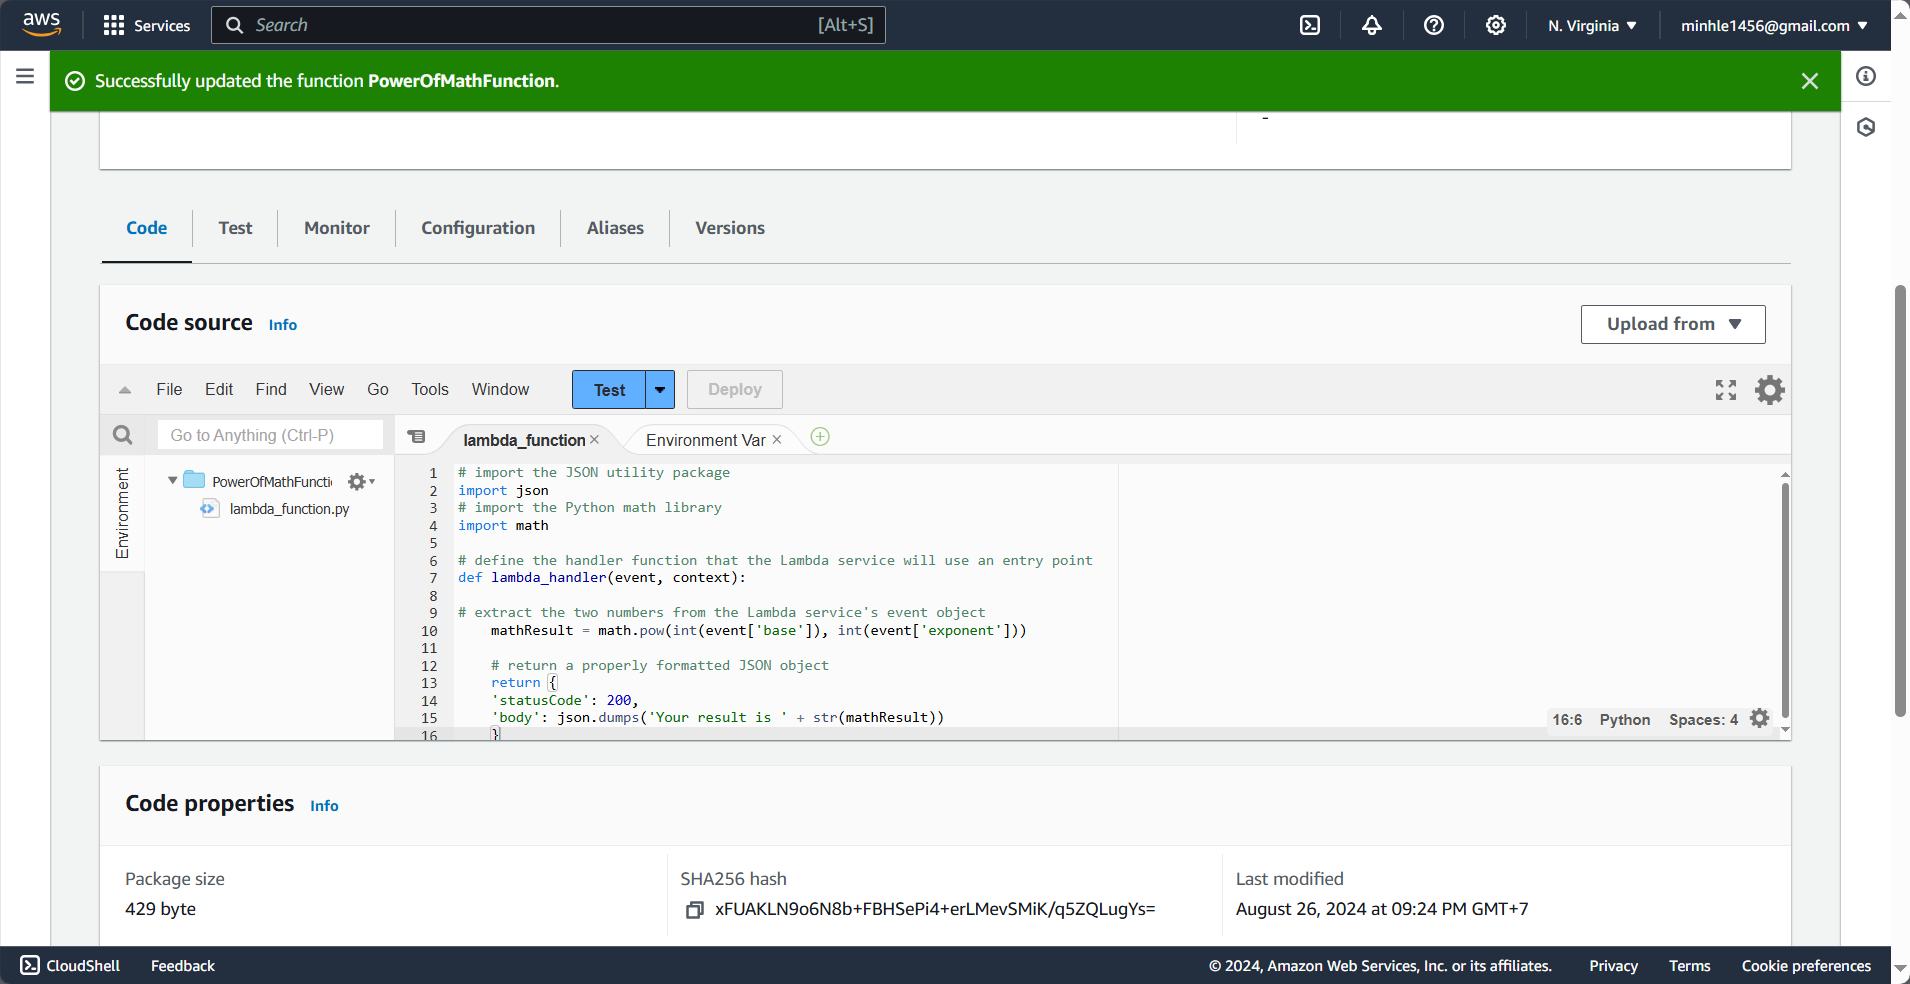 aws
Services
Search [Alt+S]
N. Virginia
minhle1456@gmail.com
Successfully updated the function PowerOfMathFunction.
-
Code
Test
Monitor
Configuration
Aliases
Versions
Code source Info
Upload from
File Edit Find View Go Tools Window
Test
Deploy
Go to Anything (Ctrl-P)
lambda_function
Environment Var
Environment
PowerOfMathFuncti
lambda_function.py
1 # import the JSON utility package
2 import json
3 # import the Python math library
4 import math
5
6 # define the handler function that the Lambda service will use an entry point
7 def lambda_handler(event, context):
8
9 # extract the two numbers from the Lambda service's event object
10 mathResult = math.pow(int(event['base']), int(event['exponent']))
11
12 # return a properly formatted JSON object
13 return {
14 'statusCode': 200,
15 'body': json.dumps('Your result is ' + str(mathResult))
16 }
16:6 Python Spaces: 4
Code properties Info
Package size
429 byte
SHA256 hash
xFUAKLN9o6N8b+FBHSePi4+erLMevSMiK/q5ZQLugYs=
Last modified
August 26, 2024 at 09:24 PM GMT+7
CloudShell
Feedback
© 2024, Amazon Web Services, Inc. or its affiliates.
Privacy
Terms
Cookie preferences